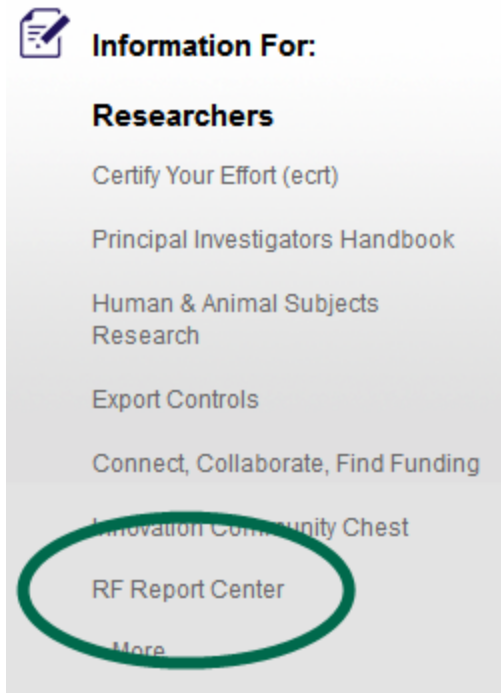 Information For:
Researchers
Certify Your Effort (ecrt)
Principal Investigators Handbook
Human & Animal Subjects
Research
Export Controls
Connect, Collaborate, Find Funding
Innovation Community Chest
RF Report Center
More